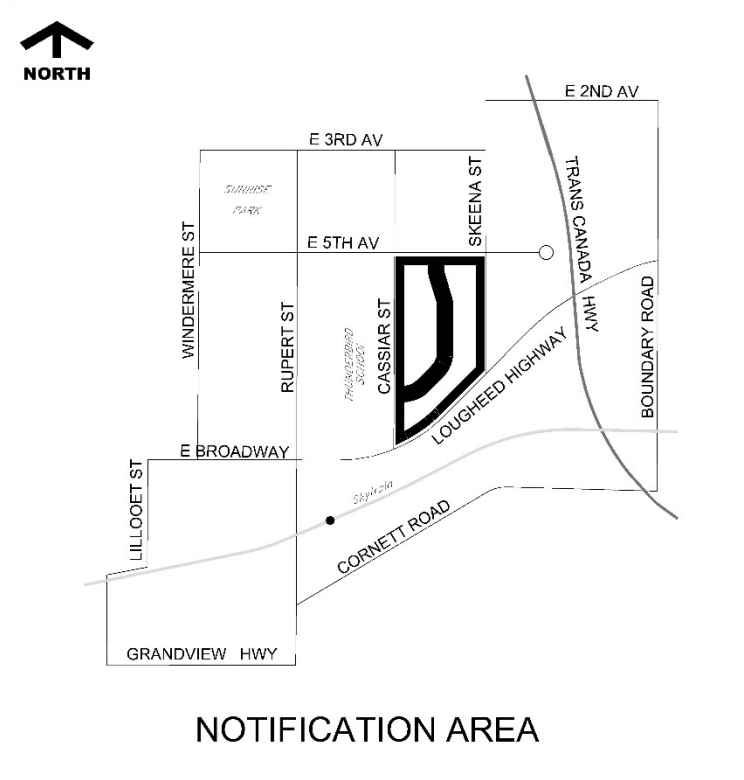 NORTH
E 2ND AV
E 3RD AV
SUNRISE
PARK
SKEENA ST
TRANS CANADA HWY
E 5TH AV
WINDERMERE ST
RUPERT ST
THUNDERBIRD
SCHOOL
CASSIAR ST
BOUNDARY ROAD
LOUGHEED HIGHWAY
E BROADWAY
LILLOOET ST
Skytrain
CORNETT ROAD
GRANDVIEW HWY
NOTIFICATION AREA